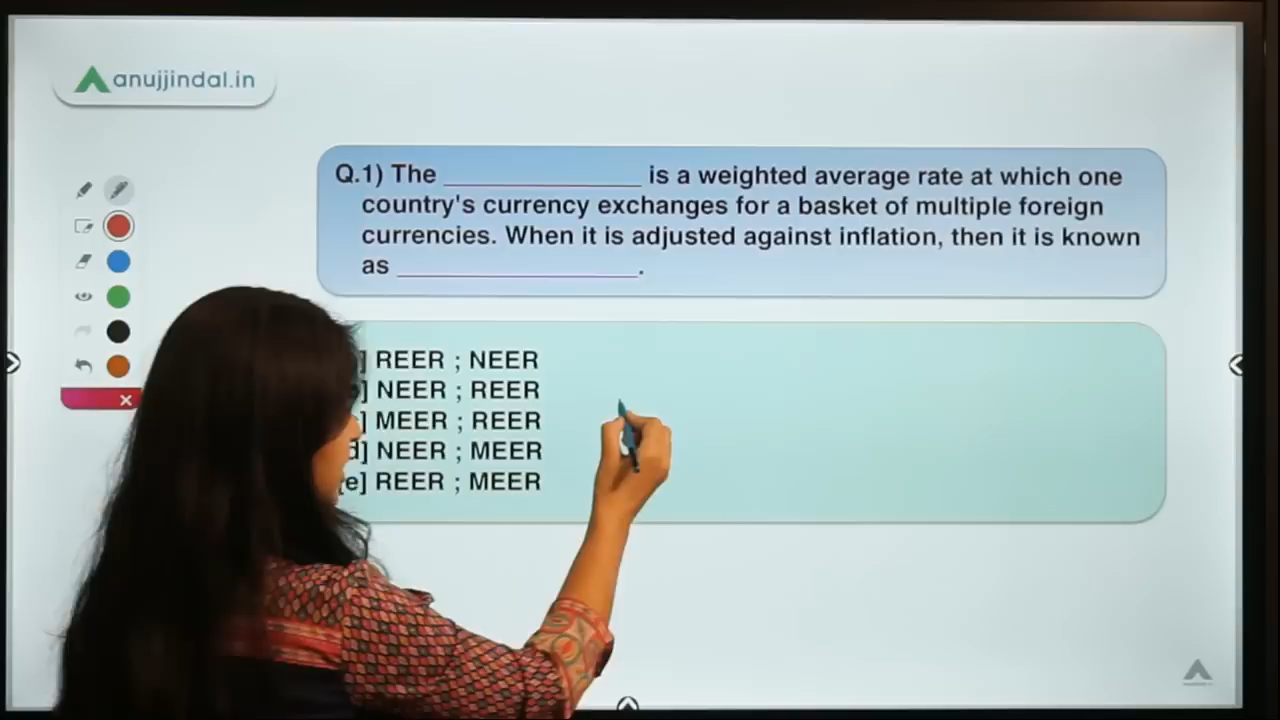 anujjindal.in
Q.1) The ______________ is a weighted average rate at which one
country's currency exchanges for a basket of multiple foreign
currencies. When it is adjusted against inflation, then it is known
as _________________.
] REER ; NEER
] NEER ; REER
] MEER ; REER
d] NEER ; MEER
[e] REER ; MEER